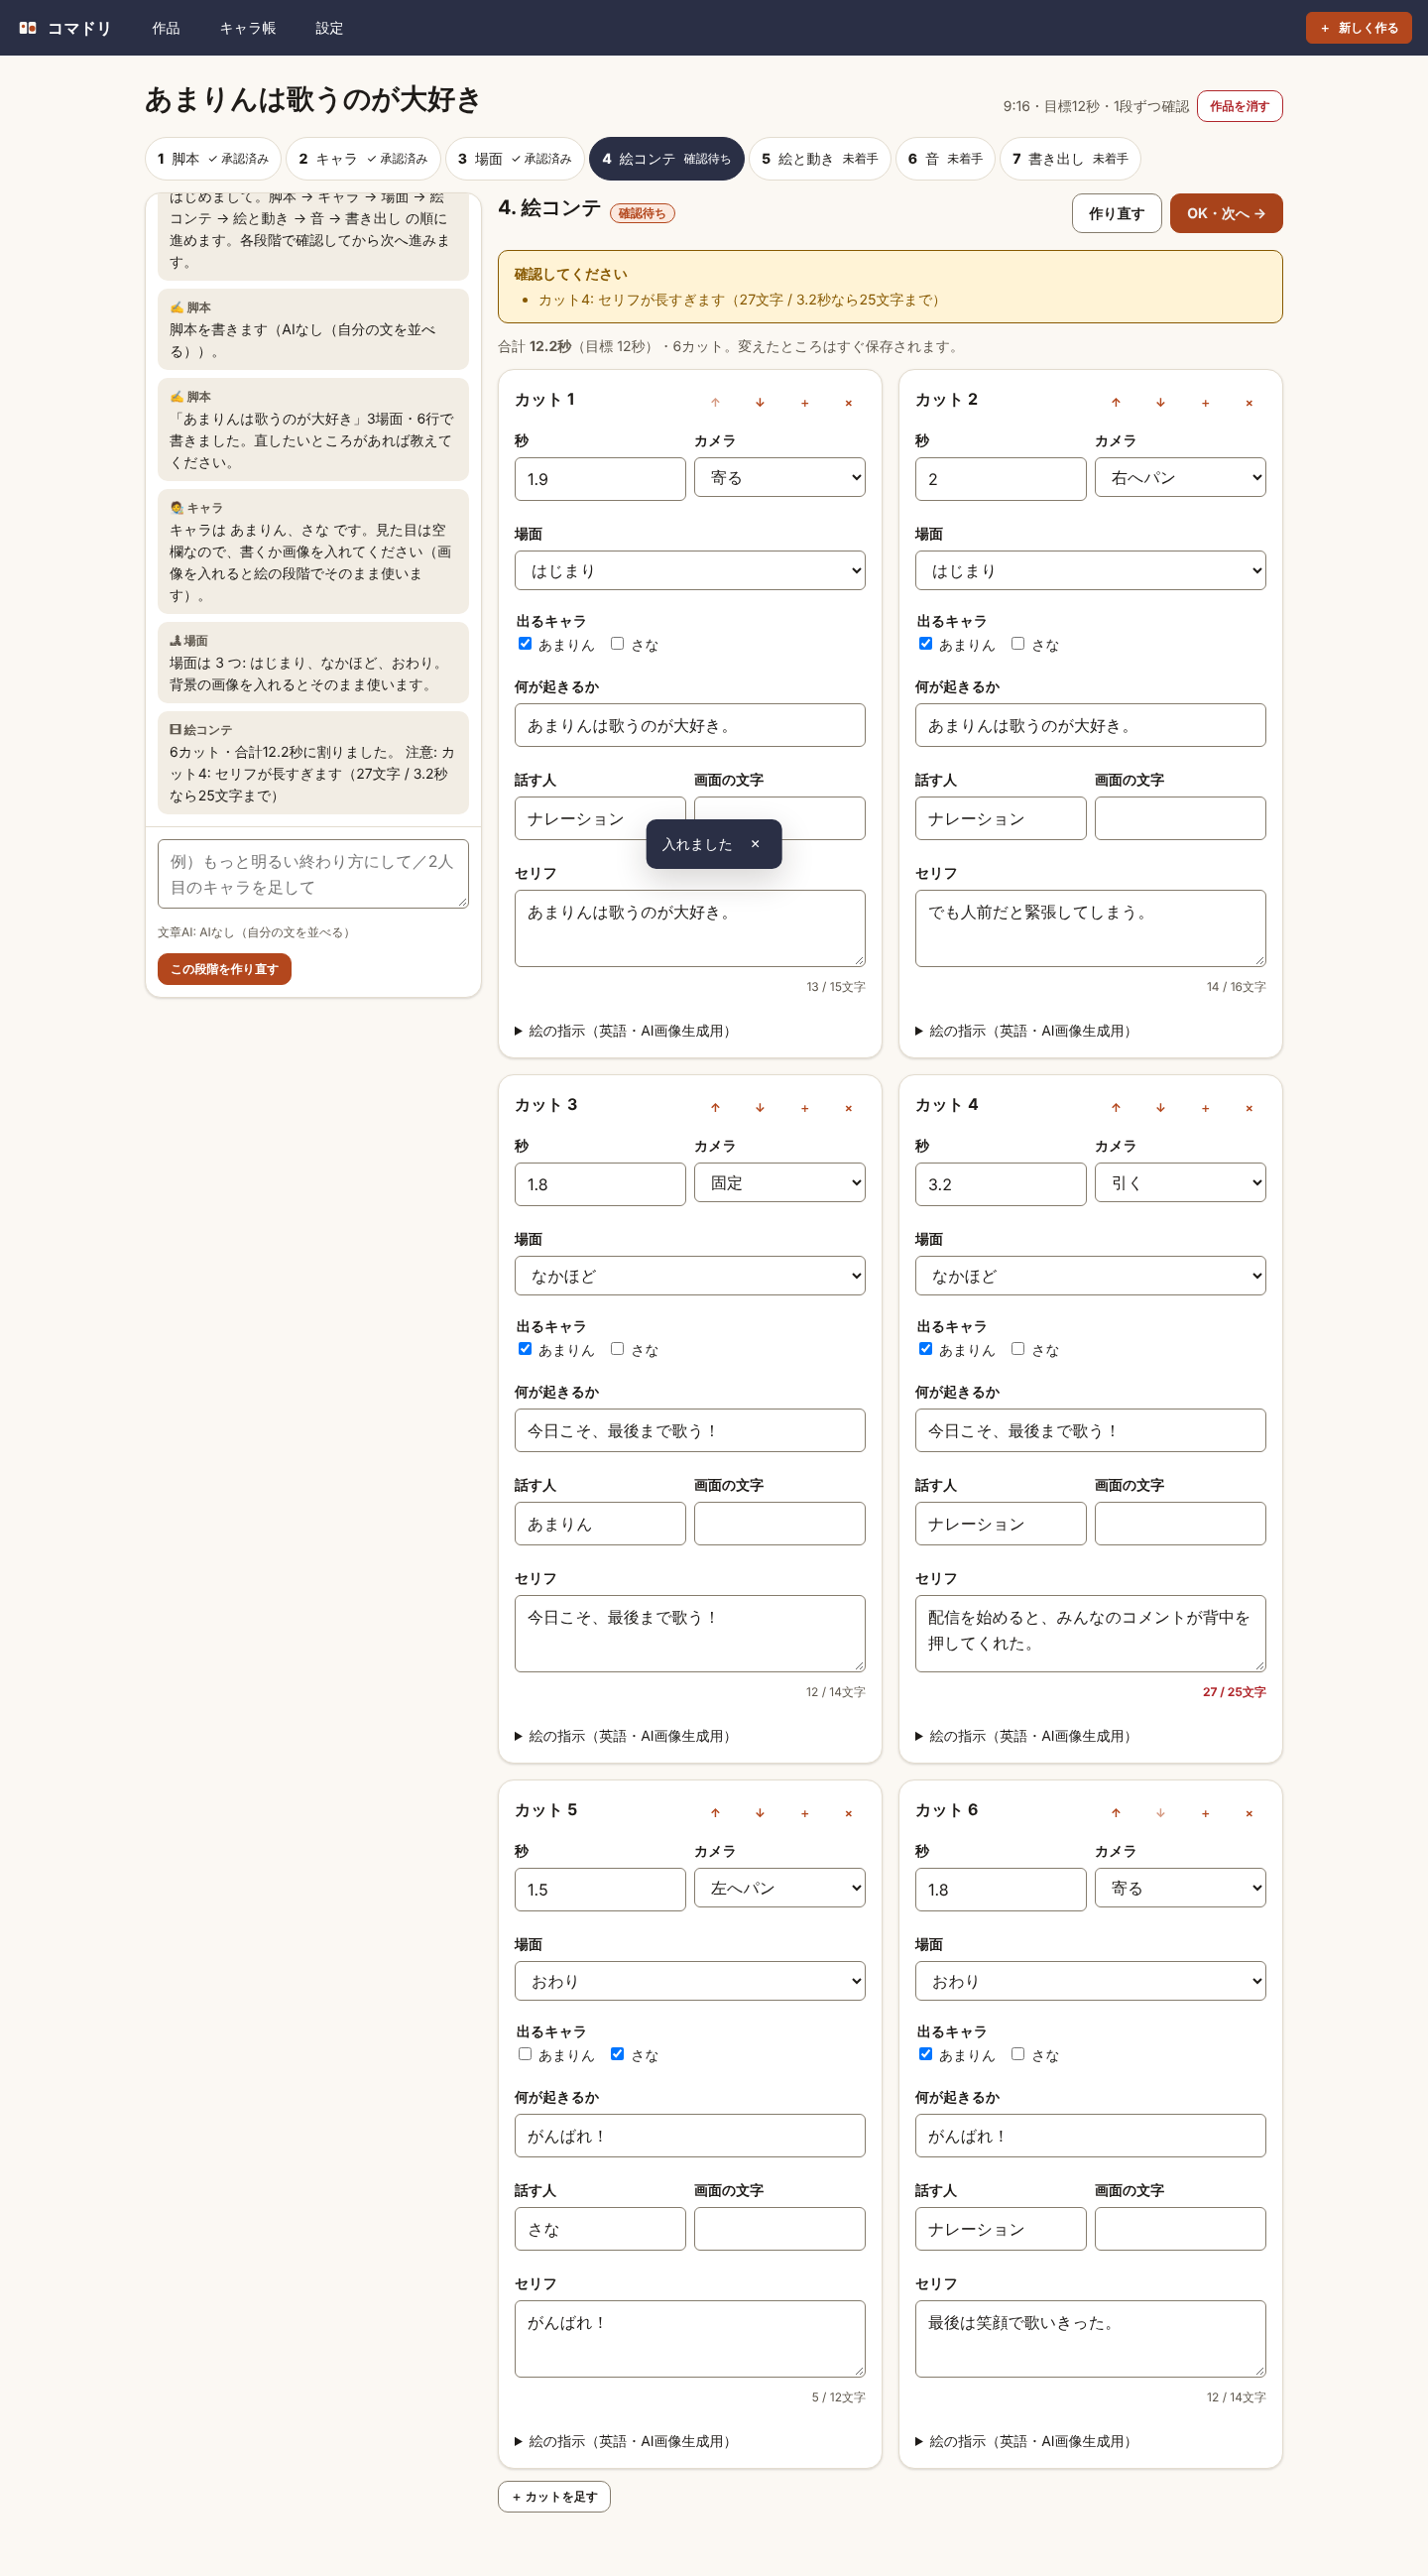 コマドリ 作品 キャラ帳 設定 ＋ 新しく作る
あまりんは歌うのが大好き
9:16・目標12秒・1段ずつ確認 作品を消す
1 脚本 ✓ 承認済み 2 キャラ ✓ 承認済み 3 場面 ✓ 承認済み 4 絵コンテ 確認待ち 5 絵と動き 未着手 6 音 未着手 7 書き出し 未着手
はじめまして。脚本 → キャラ → 場面 → 絵
コンテ → 絵と動き → 音 → 書き出し の順に
進めます。各段階で確認してから次へ進みま
す。
✍ 脚本
脚本を書きます（AIなし（自分の文を並べ
る））。
✍ 脚本
「あまりんは歌うのが大好き」3場面・6行で
書きました。直したいところがあれば教えて
ください。
キャラ
キャラは あまりん、さな です。見た目は空
欄なので、書くか画像を入れてください（画
像を入れると絵の段階でそのまま使いま
す）。
場面
場面は 3 つ: はじまり、なかほど、おわり。
背景の画像を入れるとそのまま使います。
絵コンテ
6カット・合計12.2秒に割りました。 注意: カ
ット4: セリフが長すぎます（27文字 / 3.2秒
なら25文字まで）
例）もっと明るい終わり方にして／2人
目のキャラを足して
文章AI: AIなし（自分の文を並べる）
この段階を作り直す
4. 絵コンテ 確認待ち 作り直す OK・次へ →
確認してください
• カット4: セリフが長すぎます（27文字 / 3.2秒なら25文字まで）
合計 12.2秒（目標 12秒）・6カット。変えたところはすぐ保存されます。
カット 1 ↑ ↓ ＋ ×
秒 カメラ
1.9 寄る
場面
はじまり
出るキャラ
あまりん さな
何が起きるか
あまりんは歌うのが大好き。
話す人 画面の文字
ナレーション
入れました ×
セリフ
あまりんは歌うのが大好き。
13 / 15文字
▶ 絵の指示（英語・AI画像生成用）
カット 2 ↑ ↓ ＋ ×
秒 カメラ
2 右へパン
場面
はじまり
出るキャラ
あまりん さな
何が起きるか
あまりんは歌うのが大好き。
話す人 画面の文字
ナレーション
セリフ
でも人前だと緊張してしまう。
14 / 16文字
▶ 絵の指示（英語・AI画像生成用）
カット 3 ↑ ↓ ＋ ×
秒 カメラ
1.8 固定
場面
なかほど
出るキャラ
あまりん さな
何が起きるか
今日こそ、最後まで歌う！
話す人 画面の文字
あまりん
セリフ
今日こそ、最後まで歌う！
12 / 14文字
▶ 絵の指示（英語・AI画像生成用）
カット 4 ↑ ↓ ＋ ×
秒 カメラ
3.2 引く
場面
なかほど
出るキャラ
あまりん さな
何が起きるか
今日こそ、最後まで歌う！
話す人 画面の文字
ナレーション
セリフ
配信を始めると、みんなのコメントが背中を
押してくれた。
27 / 25文字
▶ 絵の指示（英語・AI画像生成用）
カット 5 ↑ ↓ ＋ ×
秒 カメラ
1.5 左へパン
場面
おわり
出るキャラ
あまりん さな
何が起きるか
がんばれ！
話す人 画面の文字
さな
セリフ
がんばれ！
5 / 12文字
▶ 絵の指示（英語・AI画像生成用）
カット 6 ↑ ↓ ＋ ×
秒 カメラ
1.8 寄る
場面
おわり
出るキャラ
あまりん さな
何が起きるか
がんばれ！
話す人 画面の文字
ナレーション
セリフ
最後は笑顔で歌いきった。
12 / 14文字
▶ 絵の指示（英語・AI画像生成用）
＋ カットを足す